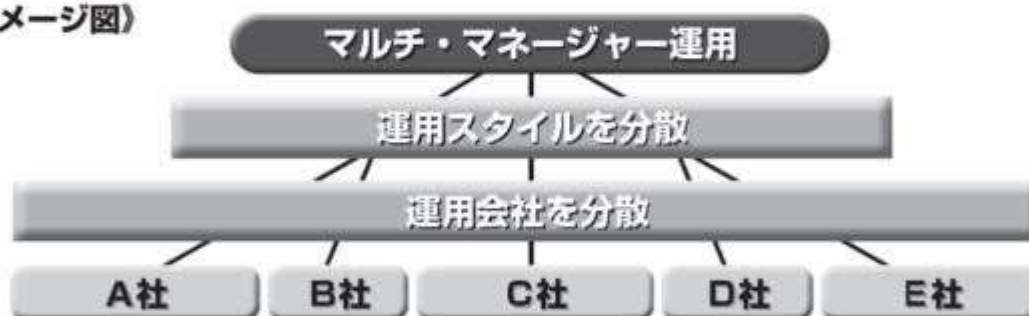 メージ図》
マルチ・マネージャー運用
運用スタイルを分散
運用会社を分散
A社 B社 C社 D社 E社